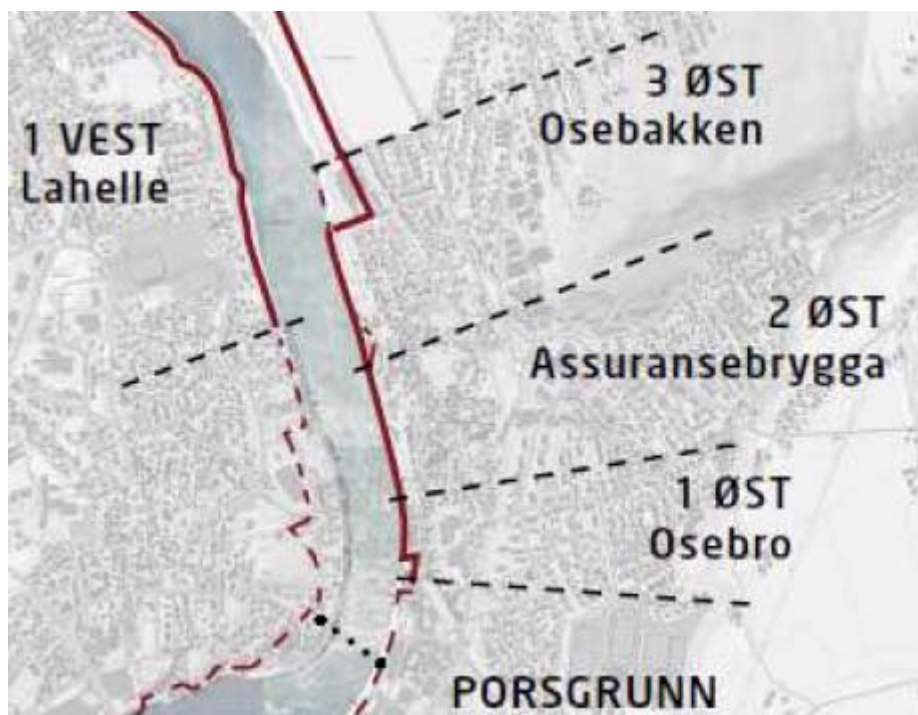 3 ØST
Osebakken
1 VEST
Lahelle
2 ØST
Assuransebrygga
1 ØST
Osebro
PORSGRUNN